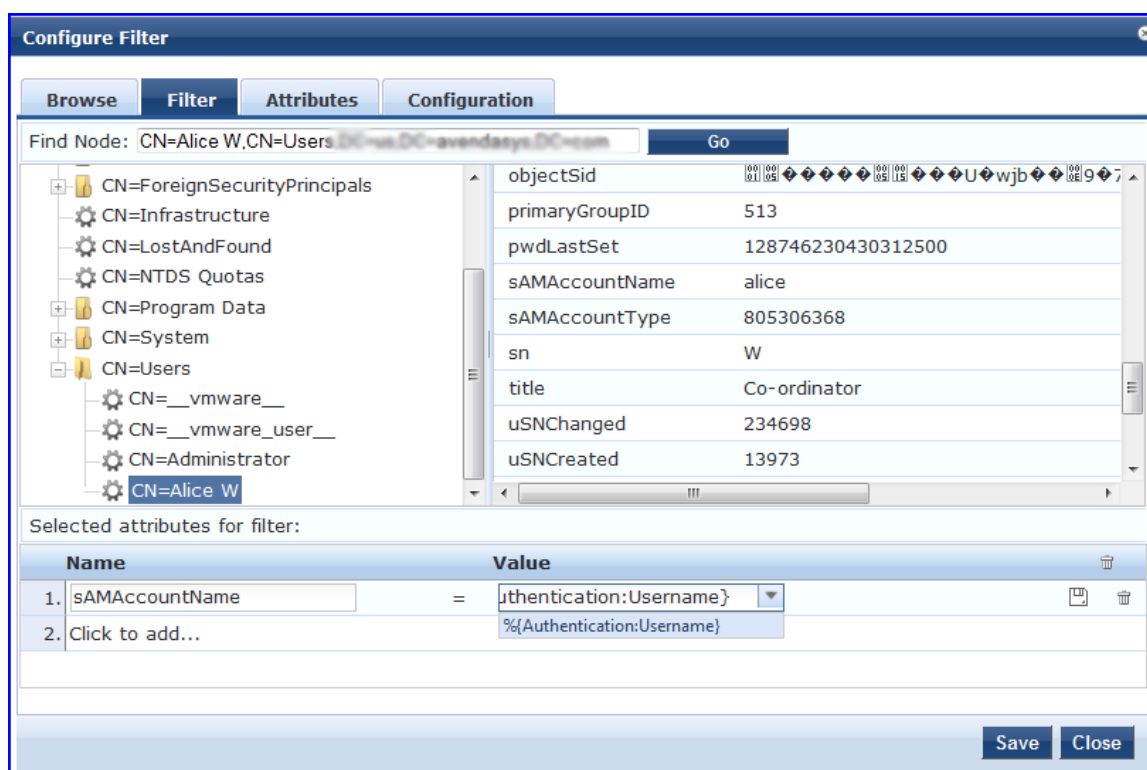 Configure Filter
Browse Filter Attributes Configuration
Find Node: CN=Alice W,CN=Users Go
CN=ForeignSecurityPrincipals
CN=Infrastructure
CN=LostAndFound
CN=NTDS Quotas
CN=Program Data
CN=System
CN=Users
CN=__vmware__
CN=__vmware_user__
CN=Administrator
CN=Alice W
objectSid
primaryGroupID 513
pwdLastSet 128746230430312500
sAMAccountName alice
sAMAccountType 805306368
sn W
title Co-ordinator
uSNChanged 234698
uSNCreated 13973
Selected attributes for filter:
Name Value
1. sAMAccountName = uthentication:Username}
%{Authentication:Username}
2. Click to add...
Save Close